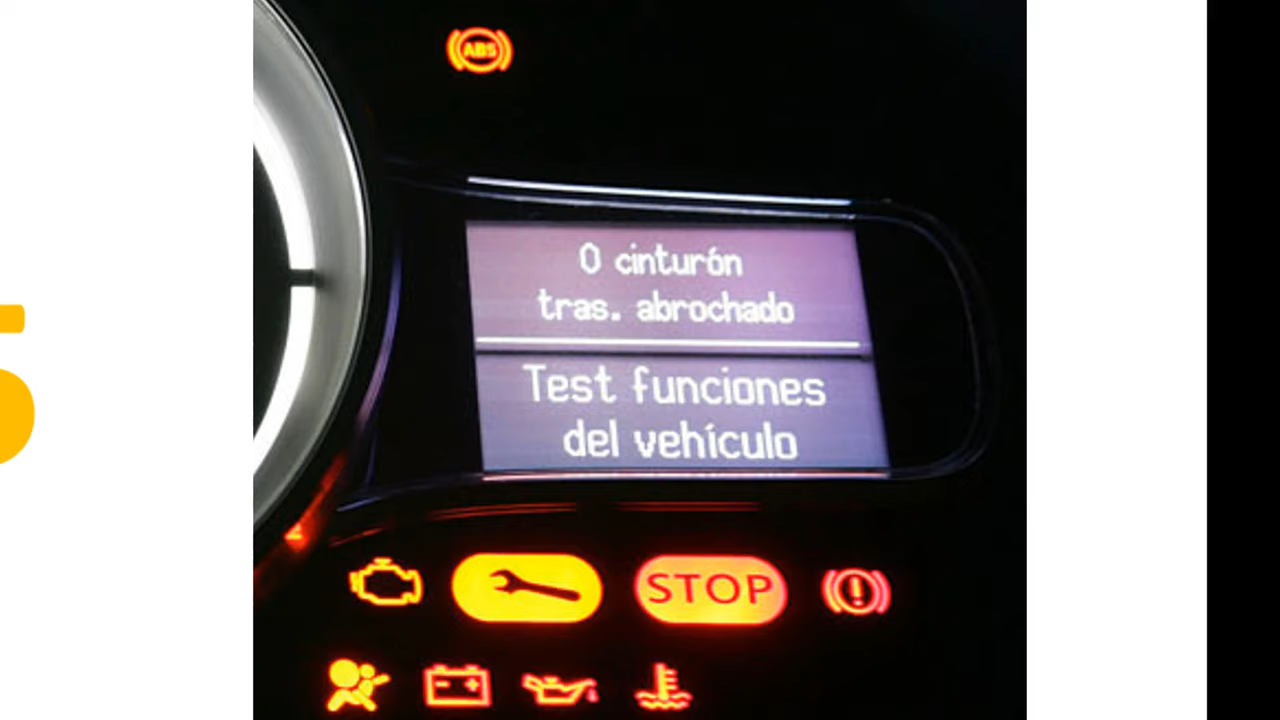 ABS
0 cinturón
tras. abrochado
Test funciones
del vehículo
STOP